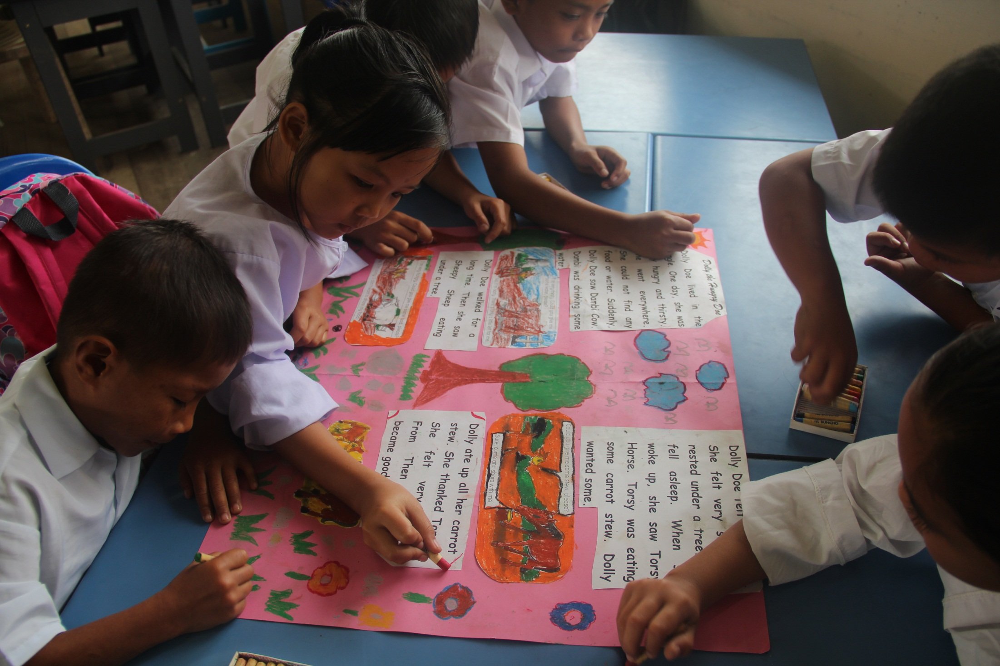 Dolly the Hungry Doe
Dolly Doe lived in the
gle. One day, she was
hungry and thirsty.
he went everywhere.
She could not find any
food or water. Suddenly,
Dolly Doe saw Dambi Cow.
Dambi was drinking some
water.
Dolly Doe walked for a
long time. Then she saw
Sheepy Sheep eating
under a tree.
Dolly Doe felt
She felt very s
rested under a tree
fell asleep. When
woke up, she saw Torsy
Horse. Torsy was eating
some carrot stew. Dolly
wanted some.
Could you give me some stew, please?
Sure, come and share with me.
Dolly ate up all her carrot
stew. She thanked Tor
She felt very
From Then
became good
BUNCHO